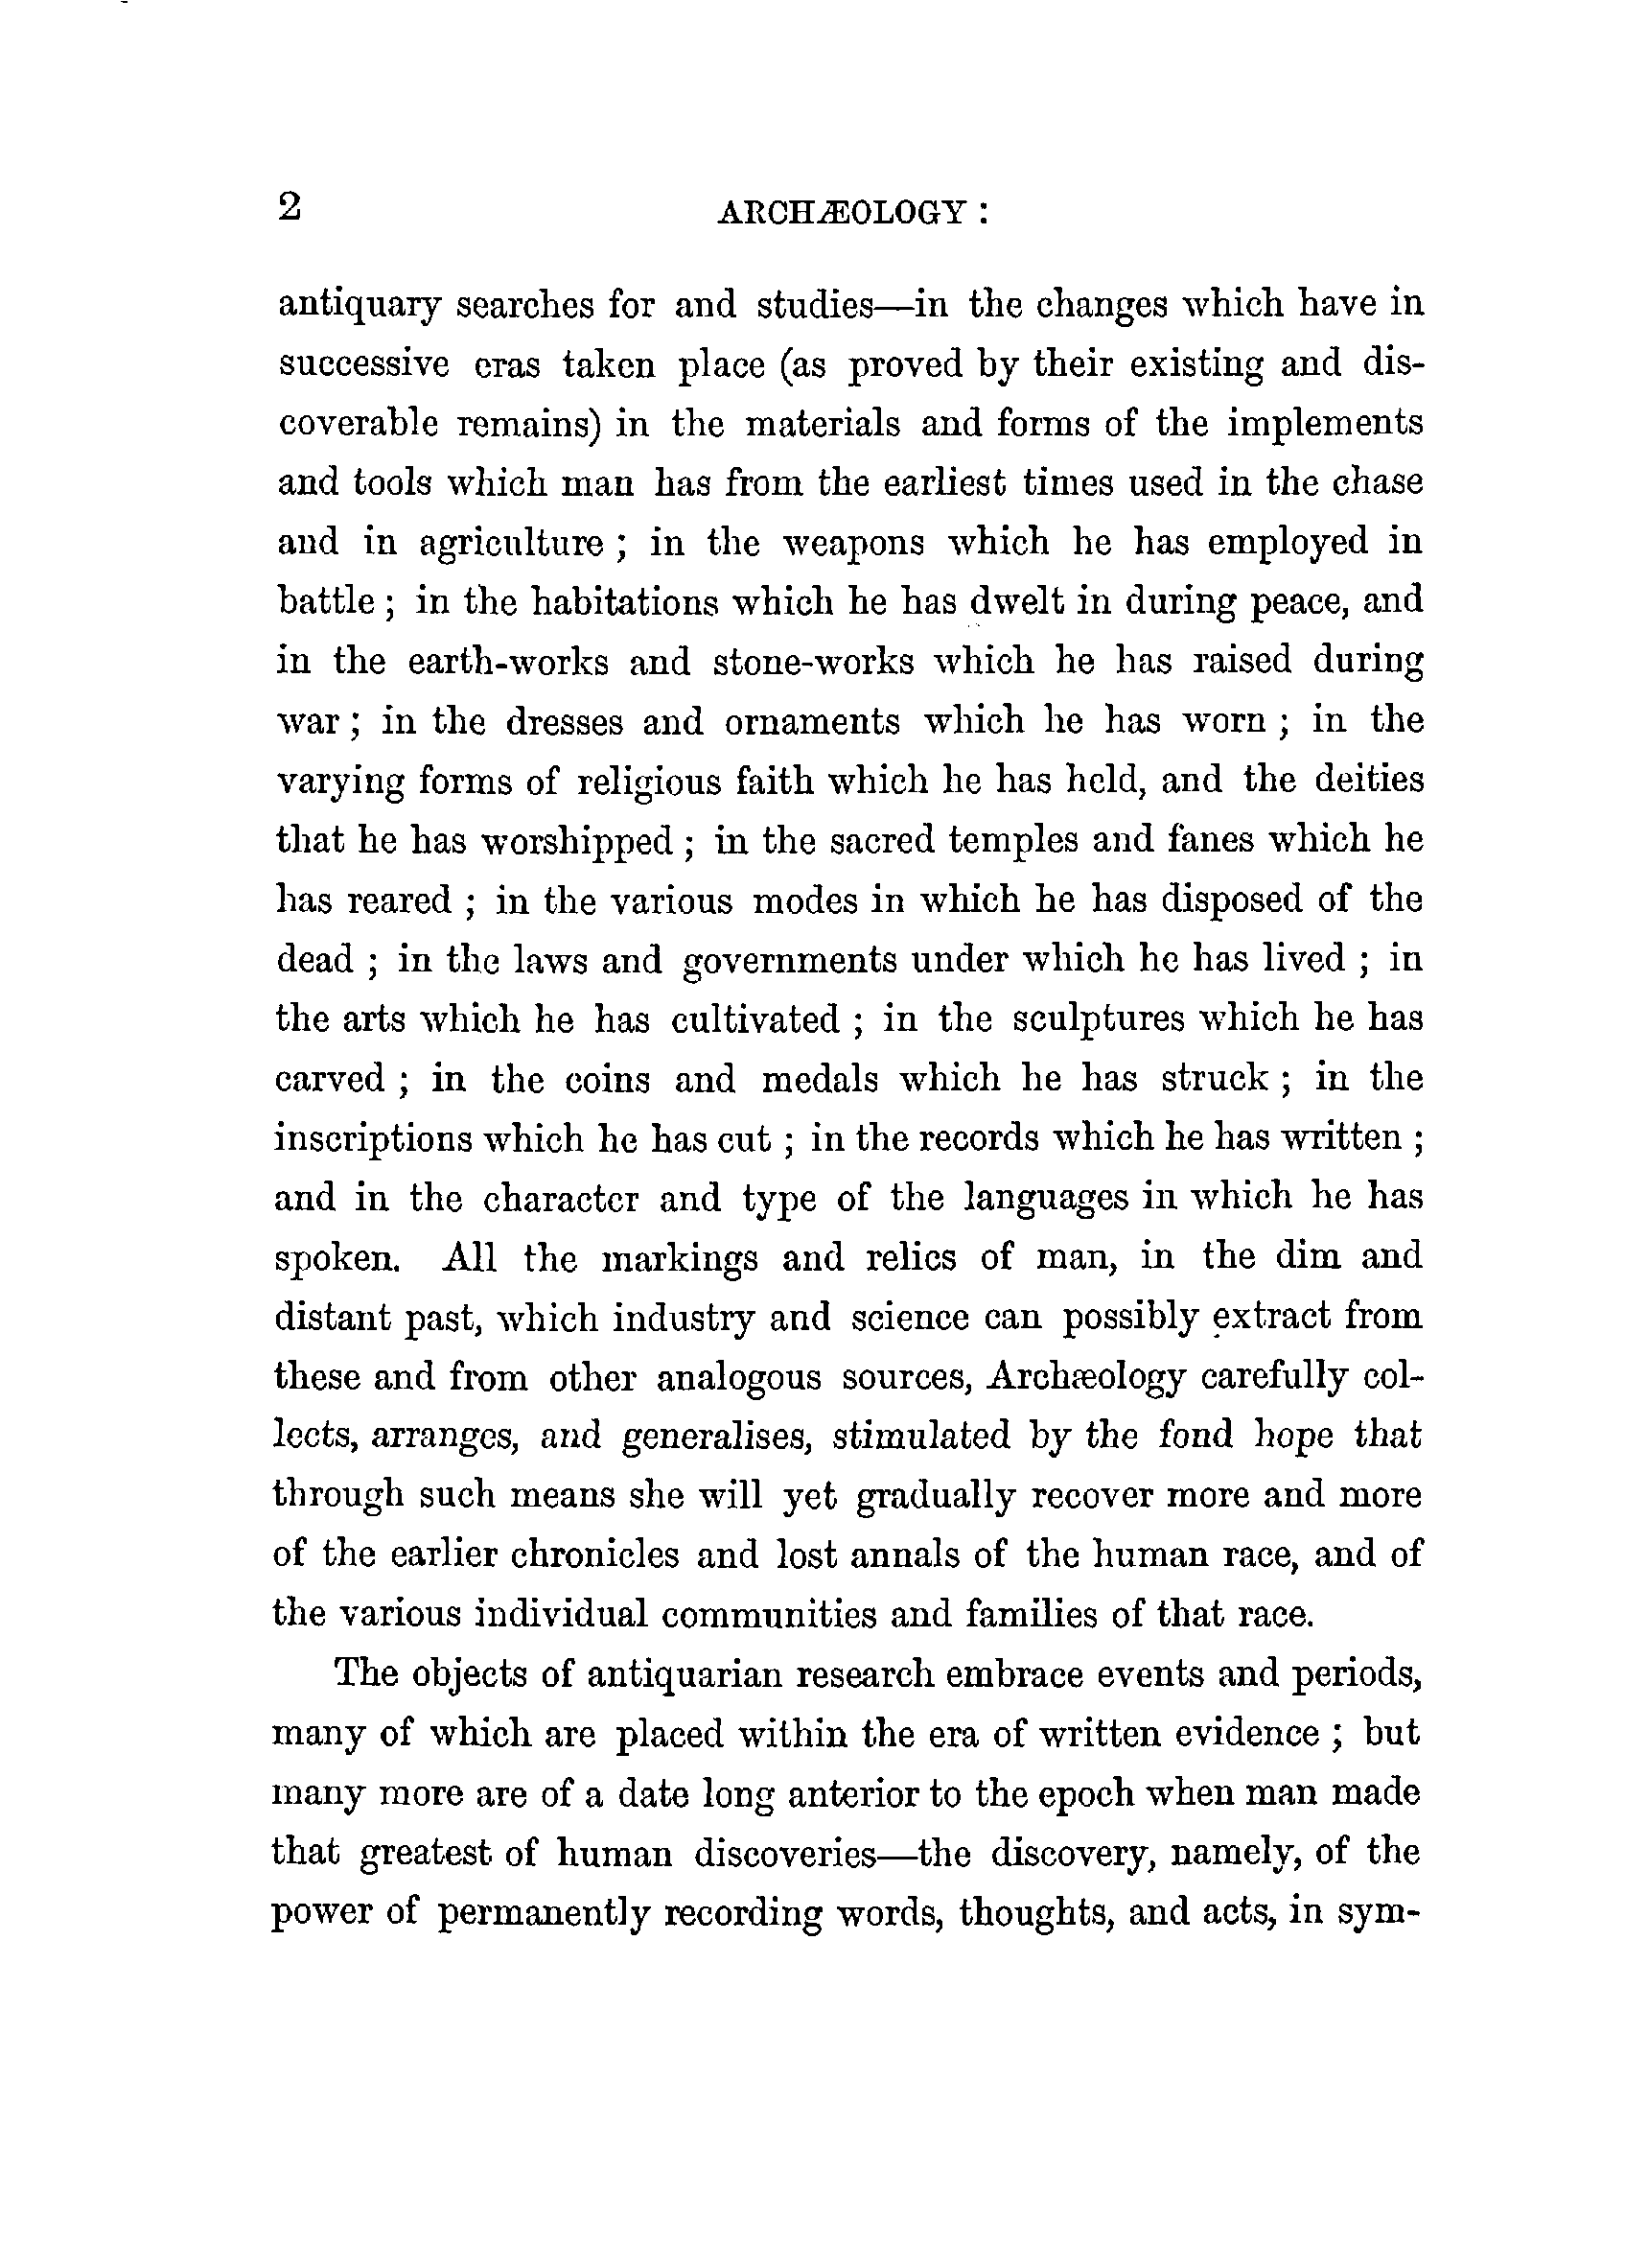 2 ARCHÆOLOGY :
antiquary searches for and studies—in the changes which have in
successive eras taken place (as proved by their existing and dis-
coverable remains) in the materials and forms of the implements
and tools which man has from the earliest times used in the chase
and in agriculture ; in the weapons which he has employed in
battle ; in the habitations which he has dwelt in during peace, and
in the earth-works and stone-works which he has raised during
war ; in the dresses and ornaments which he has worn ; in the
varying forms of religious faith which he has held, and the deities
that he has worshipped ; in the sacred temples and fanes which he
has reared ; in the various modes in which he has disposed of the
dead ; in the laws and governments under which he has lived ; in
the arts which he has cultivated ; in the sculptures which he has
carved ; in the coins and medals which he has struck ; in the
inscriptions which he has cut ; in the records which he has written ;
and in the character and type of the languages in which he has
spoken. All the markings and relics of man, in the dim and
distant past, which industry and science can possibly extract from
these and from other analogous sources, Archæology carefully col-
lects, arranges, and generalises, stimulated by the fond hope that
through such means she will yet gradually recover more and more
of the earlier chronicles and lost annals of the human race, and of
the various individual communities and families of that race.
The objects of antiquarian research embrace events and periods,
many of which are placed within the era of written evidence ; but
many more are of a date long anterior to the epoch when man made
that greatest of human discoveries—the discovery, namely, of the
power of permanently recording words, thoughts, and acts, in sym-